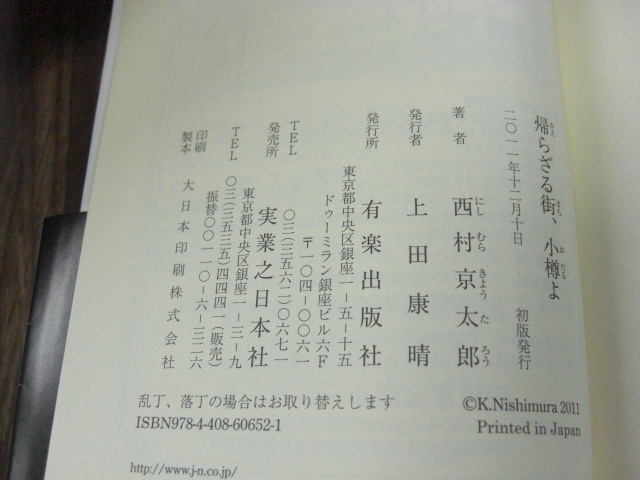 帰らざる街、小樽よ
二〇一一年十二月十日　初版発行
著者　西村京太郎
発行者　上田康晴
発行所　有楽出版社
東京都中央区銀座一－五－十五
ドゥーミラン銀座ビル六F
〒一〇四－〇〇六一
TEL　〇三（三五六二）〇六七一
発売所　実業之日本社
東京都中央区銀座一－三－九
TEL　〇三（三五三五）四四四一（販売）
振替〇〇一一〇－六－三二六
印刷
製本　大日本印刷株式会社
乱丁、落丁の場合はお取り替えします
ISBN978-4-408-60652-1
©K.Nishimura 2011
Printed in Japan
http://www.j-n.co.jp/